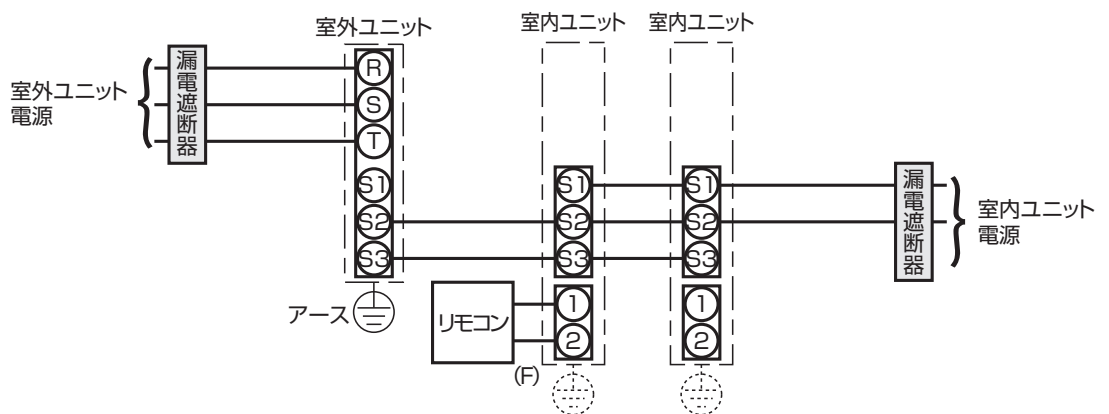 室外ユニット
室内ユニット
室内ユニット
室外ユニット
電源
漏電遮断器
R
S
T
S1
S2
S3
アース
S1
S2
S3
1
2
リモコン
(F)
S1
S2
S3
1
2
漏電遮断器
室内ユニット
電源